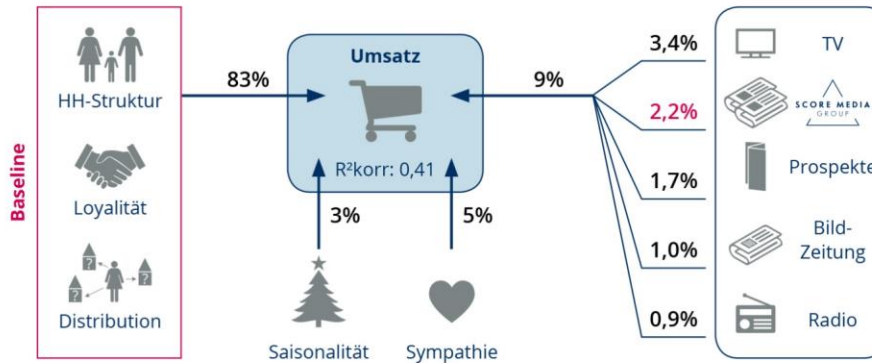 Baseline
HH-Struktur
Loyalität
? ? ?
Distribution
83%
Umsatz
R²korr: 0,41
3%
5%
Saisonalität
Sympathie
9%
3,4%
TV
2,2%
SCORE MEDIA
GROUP
1,7%
Prospekte
1,0%
Bild-
Zeitung
0,9%
Radio